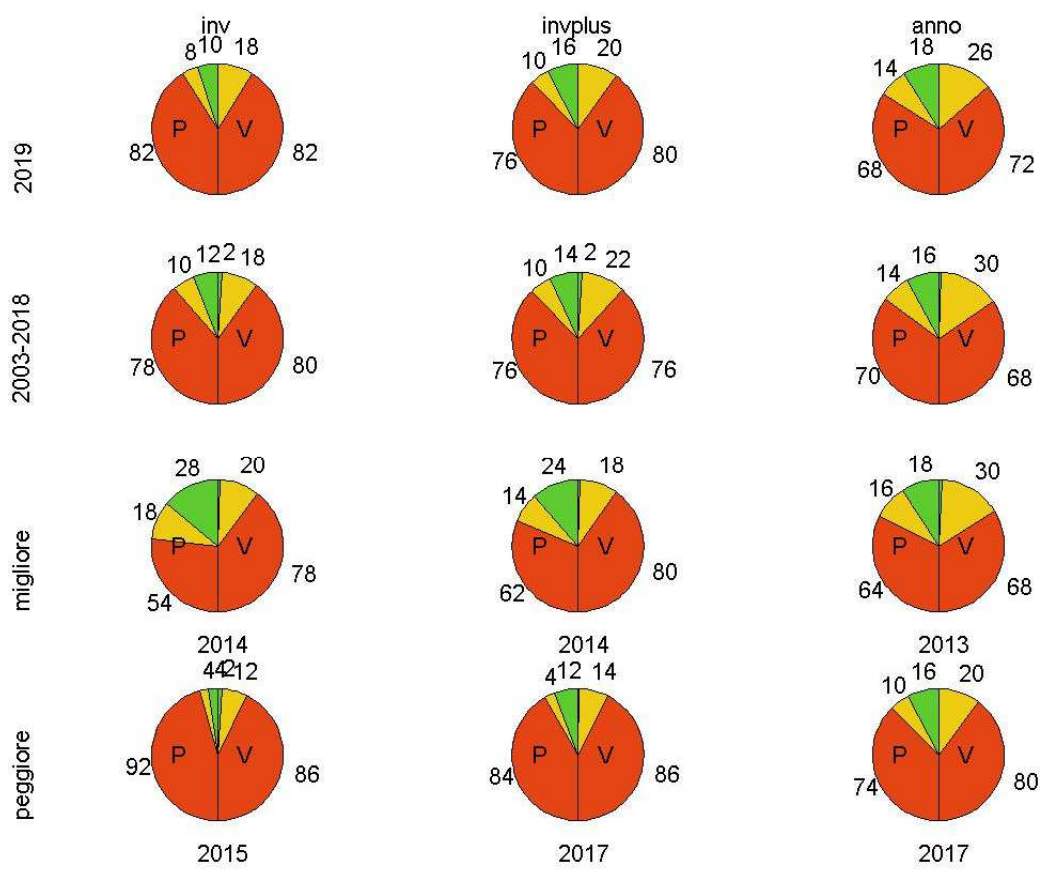 inv invplus anno
8 10 18 10 16 20 14 18 26
P V P V P V
82 82 76 80 68 72
2019
10 12 2 18 10 14 2 22 14 16 30
P V P V P V
78 80 76 76 70 68
2003-2018
28 20 24 18 18 30
18 14 16
P V P V P V
54 78 62 80 64 68
migliore
2014 2014 2013
4 4 2 12 4 12 14 10 16 20
P V P V P V
92 86 84 86 74 80
peggiore
2015 2017 2017